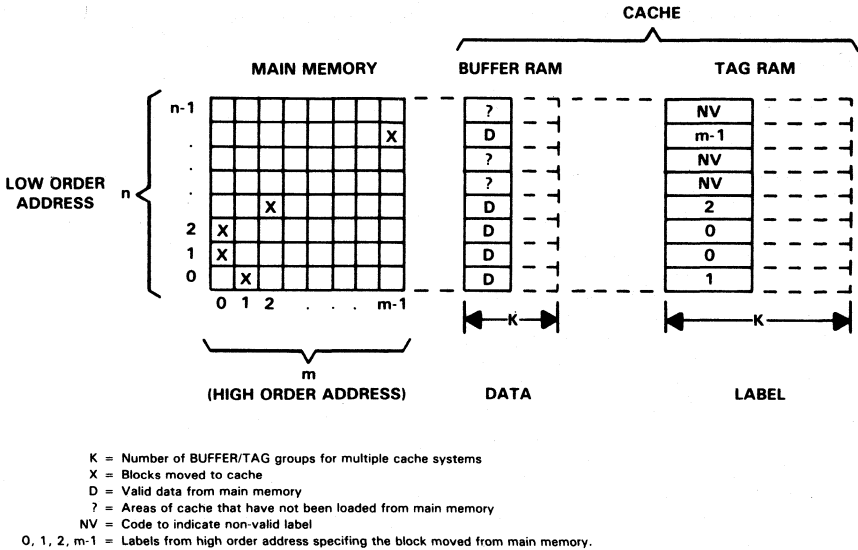 CACHE
MAIN MEMORY BUFFER RAM TAG RAM
n-1 ? NV
X D m-1
. ? NV
. ? NV
. X D 2
2 X D 0
1 X D 0
0 X D 1
LOW ORDER
ADDRESS
n
0 1 2 . . . m-1
K K
m
(HIGH ORDER ADDRESS) DATA LABEL
K = Number of BUFFER/TAG groups for multiple cache systems
X = Blocks moved to cache
D = Valid data from main memory
? = Areas of cache that have not been loaded from main memory
NV = Code to indicate non-valid label
0, 1, 2, m-1 = Labels from high order address specifing the block moved from main memory.